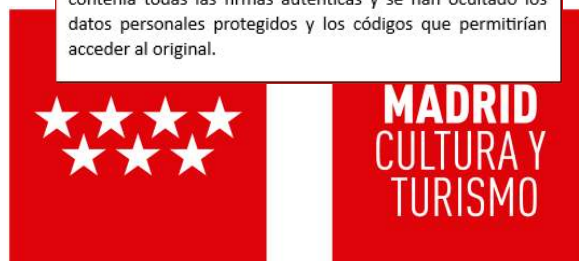 contenía todas las firmas auténticas y se han ocultado los
datos personales protegidos y los códigos que permitirían
acceder al original.
MADRID
CULTURA Y
TURISMO